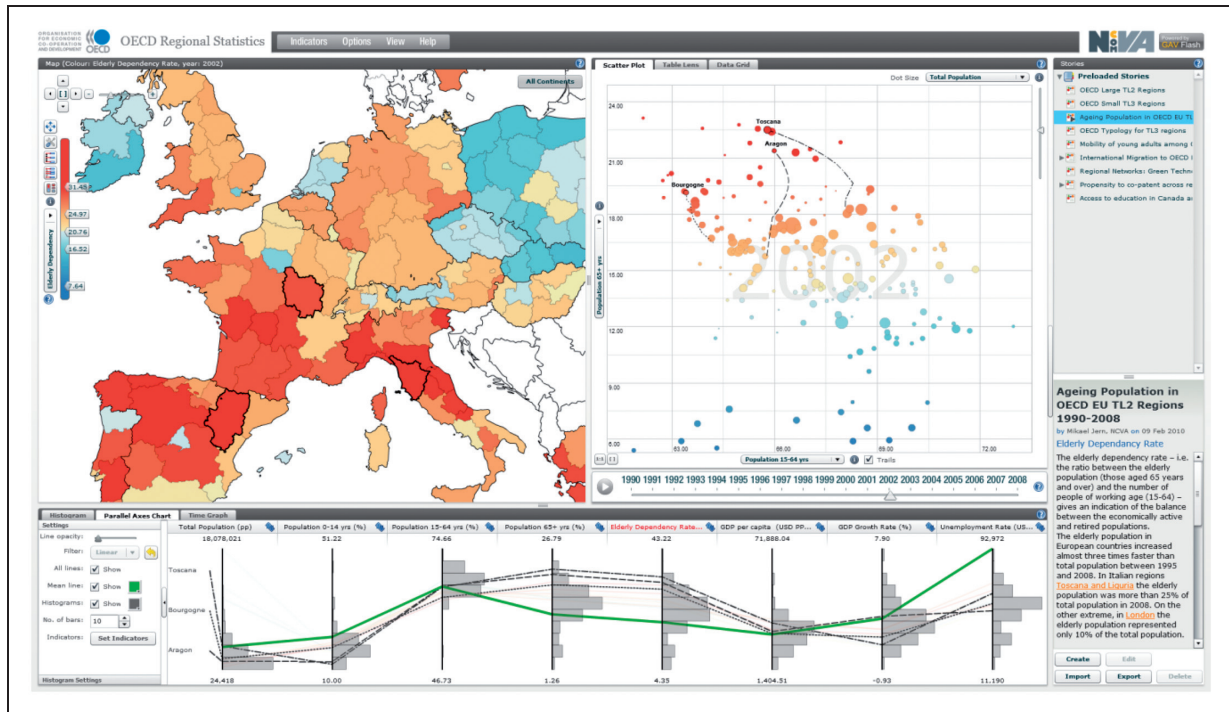 ORGANISATION
FOR ECONOMIC
CO-OPERATION
AND DEVELOPMENT
OECD
OECD Regional Statistics
Indicators Options View Help
NCVA
Powered by
GAV Flash
Map (Colour: Elderly Dependency Rate, year: 2002)
All Continents
31.45
24.97
20.76
16.52
7.64
Elderly Dependency
Scatter Plot Table Lens Data Grid
Dot Size Total Population
24.00
21.00
18.00
15.00
12.00
9.00
6.00
Toscana
Aragon
Bourgogne
2002
Population 65+ yrs
63.00 66.00 69.00 72.00
Population 15-64 yrs Trails
1990 1991 1992 1993 1994 1995 1996 1997 1998 1999 2000 2001 2002 2003 2004 2005 2006 2007 2008
Stories
Preloaded Stories
OECD Large TL2 Regions
OECD Small TL3 Regions
Ageing Population in OECD EU TL
OECD Typology for TL3 regions
Mobility of young adults among
International Migration to OECD
Regional Networks: Green Techn
Propensity to co-patent across re
Access to education in Canada a
Ageing Population in
OECD EU TL2 Regions
1990-2008
by Mikael Jern, NCVA on 09 Feb 2010
Elderly Dependancy Rate
The elderly dependency rate – i.e.
the ratio between the elderly
population (those aged 65 years
and over) and the number of
people of working age (15-64) –
gives an indication of the balance
between the economically active
and retired populations.
The elderly population in
European countries increased
almost three times faster than
total population between 1995
and 2008. In Italian regions
Toscana and Liguria the elderly
population was more than 25% of
total population in 2008. On the
other extreme, in London the
elderly population represented
only 10% of the total population.
Create Edit
Import Export Delete
Histogram Parallel Axes Chart Time Graph
Settings
Line opacity:
Filter: Linear
All lines: Show
Mean line: Show
Histograms: Show
No. of bars: 10
Indicators: Set Indicators
Histogram Settings
Total Population (pp) Population 0-14 yrs (%) Population 15-64 yrs (%) Population 65+ yrs (%) Elderly Dependency Rate... GDP per capita (USD PP... GDP Growth Rate (%) Unemployment Rate (US...
18,078,021 51.22 74.66 26.79 43.22 71,888.04 7.90 92,972
Toscana
Bourgogne
Aragon
24,418 10.00 46.73 1.26 4.35 1,404.51 -0.93 11.190